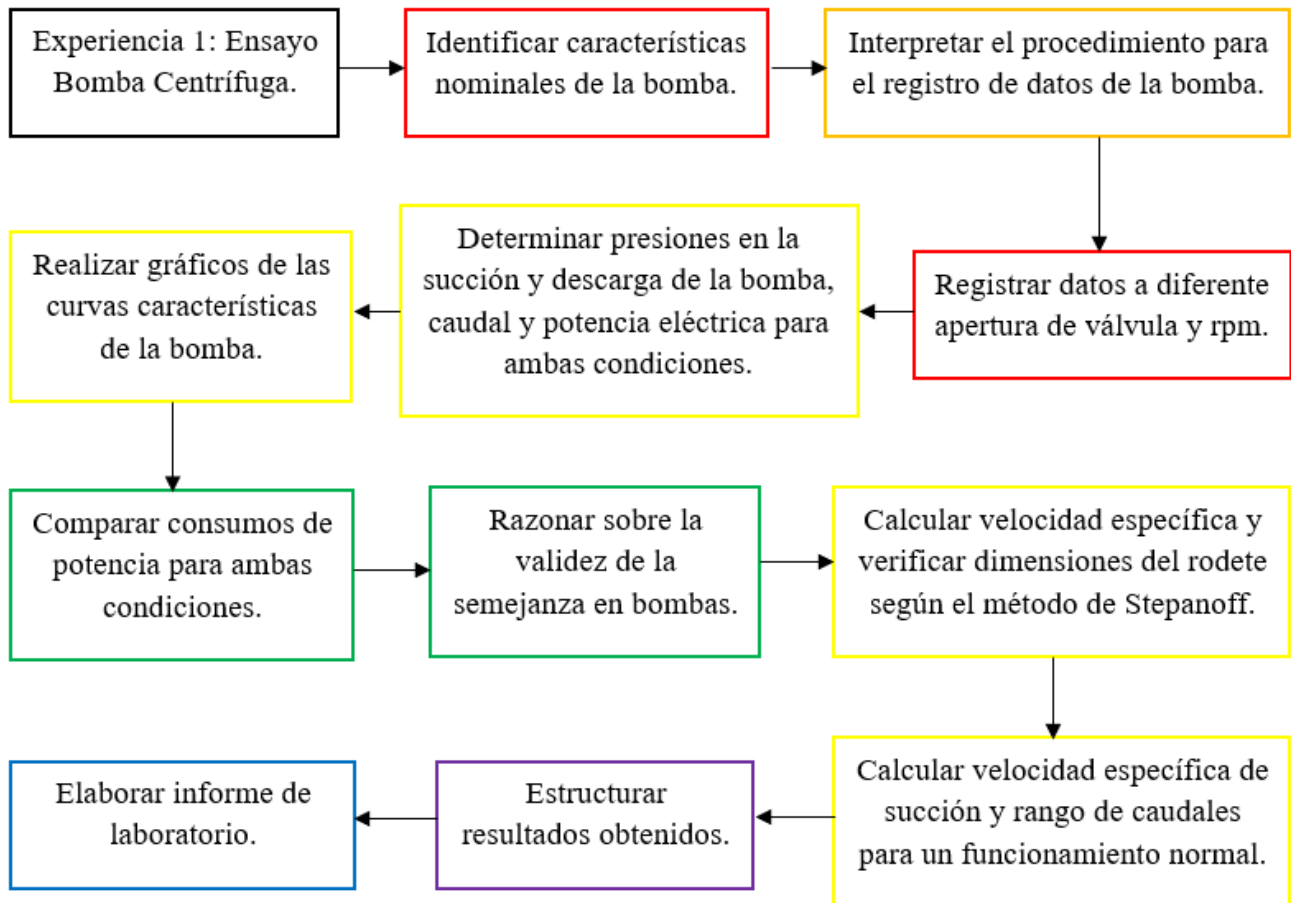 Experiencia 1: Ensayo
Bomba Centrífuga.
Identificar características
nominales de la bomba.
Interpretar el procedimiento para
el registro de datos de la bomba.
Registrar datos a diferente
apertura de válvula y rpm.
Determinar presiones en la
succión y descarga de la bomba,
caudal y potencia eléctrica para
ambas condiciones.
Realizar gráficos de las
curvas características
de la bomba.
Comparar consumos de
potencia para ambas
condiciones.
Razonar sobre la
validez de la
semejanza en bombas.
Calcular velocidad específica y
verificar dimensiones del rodete
según el método de Stepanoff.
Calcular velocidad específica de
succión y rango de caudales
para un funcionamiento normal.
Estructurar
resultados obtenidos.
Elaborar informe de
laboratorio.